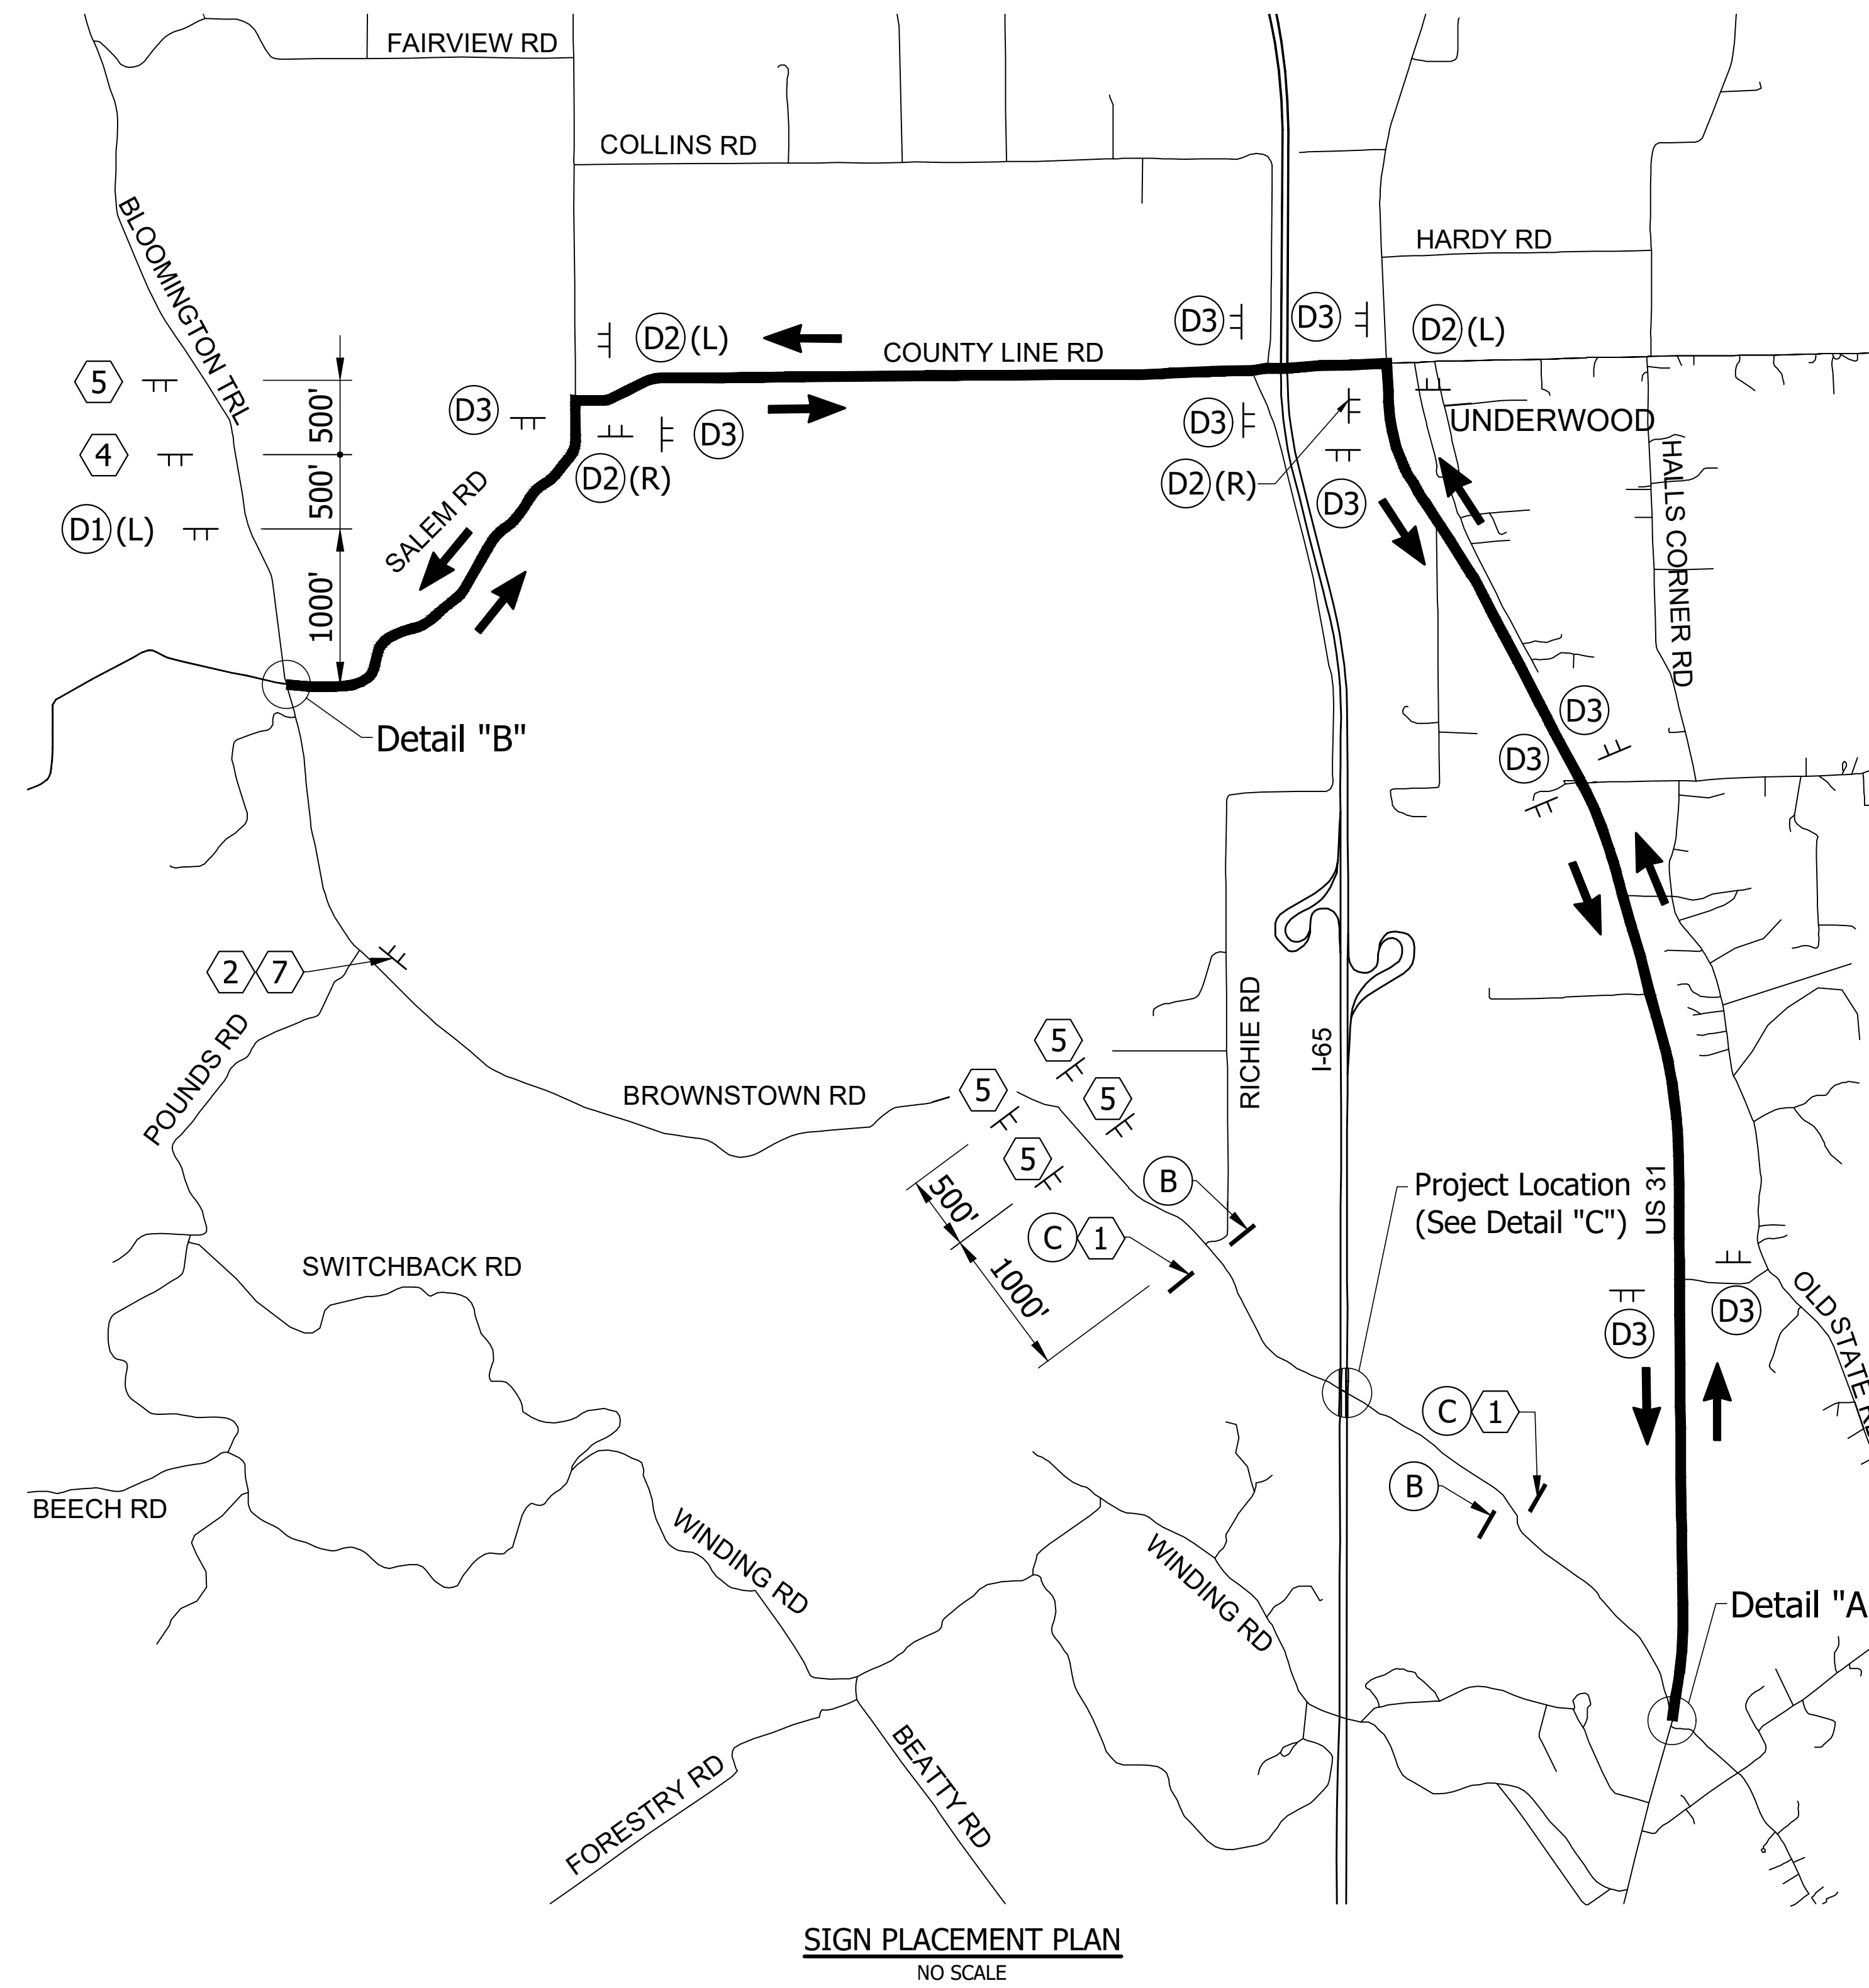 FAIRVIEW RD
COLLINS RD
BLOOMINGTON TRL
HARDY RD
D3
D3
D2 (L)
D2 (L)
COUNTY LINE RD
5
500'
D3
D3
D3
UNDERWOOD
4
D2 (R)
D2 (R)
D3
SALEM RD
HALLS CORNER RD
D1 (L)
500'
1000'
Detail "B"
D3
D3
2
7
POUNDS RD
RICHIE RD
I-65
5
5
5
BROWNSTOWN RD
5
B
Project Location
(See Detail "C")
US 31
500'
C
1
1000'
SWITCHBACK RD
OLD STATE R
D3
D3
C
1
B
BEECH RD
WINDING RD
WINDING RD
Detail "A
FORESTRY RD
BEATTY RD
SIGN PLACEMENT PLAN
NO SCALE